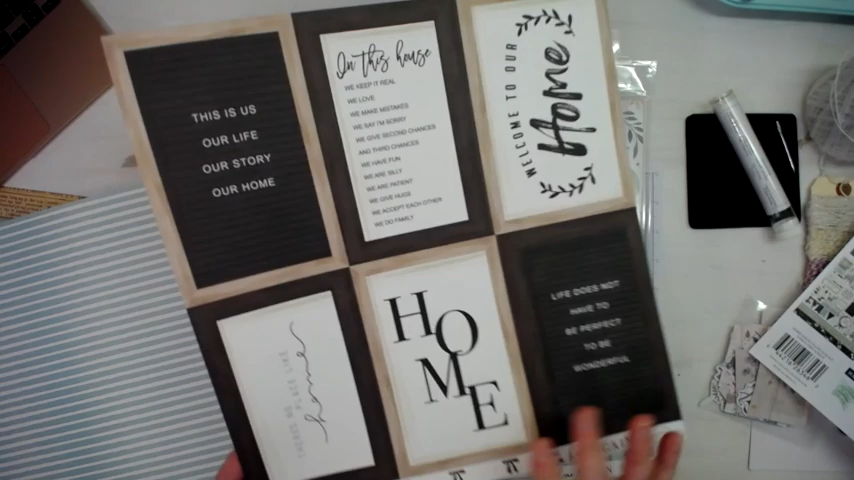 THIS IS US
OUR LIFE
OUR STORY
OUR HOME
In this house
WE KEEP IT REAL
WE LOVE
WE MAKE MISTAKES
WE SAY I'M SORRY
WE GIVE SECOND CHANCES
AND THIRD CHANCES
WE HAVE FUN
WE ARE SILLY
WE ARE PATIENT
WE GIVE HUGS
WE ACCEPT EACH OTHER
WE DO FAMILY
WELCOME TO OUR
Home
THERE'S NO PLACE LIKE
home
HOME
LIFE DOES NOT
HAVE TO
BE PERFECT
TO BE
WONDERFUL